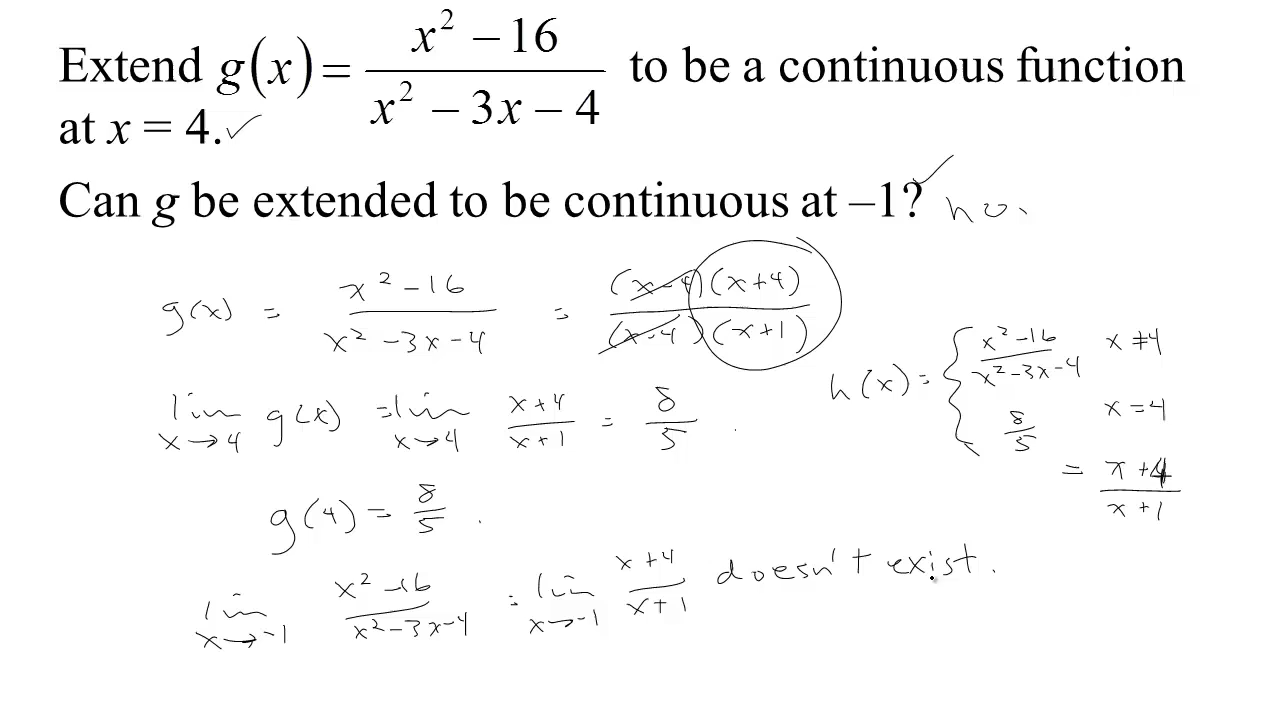 Extend g(x) = (x² − 16)/(x² − 3x − 4) to be a continuous function
at x = 4. ✓
Can g be extended to be continuous at −1? ✓ no.
g(x) = (x² − 16)/(x² − 3x − 4) = ((x−4)(x+4))/((x−4)(x+1))
h(x) = { (x² − 16)/(x² − 3x − 4) x ≠ 4
8/5 x = 4
= (x+4)/(x+1)
lim x→4 g(x) = lim x→4 (x+4)/(x+1) = 8/5.
g(4) = 8/5.
lim x→−1 (x² − 16)/(x² − 3x − 4) = lim x→−1 (x+4)/(x+1) doesn't exist.